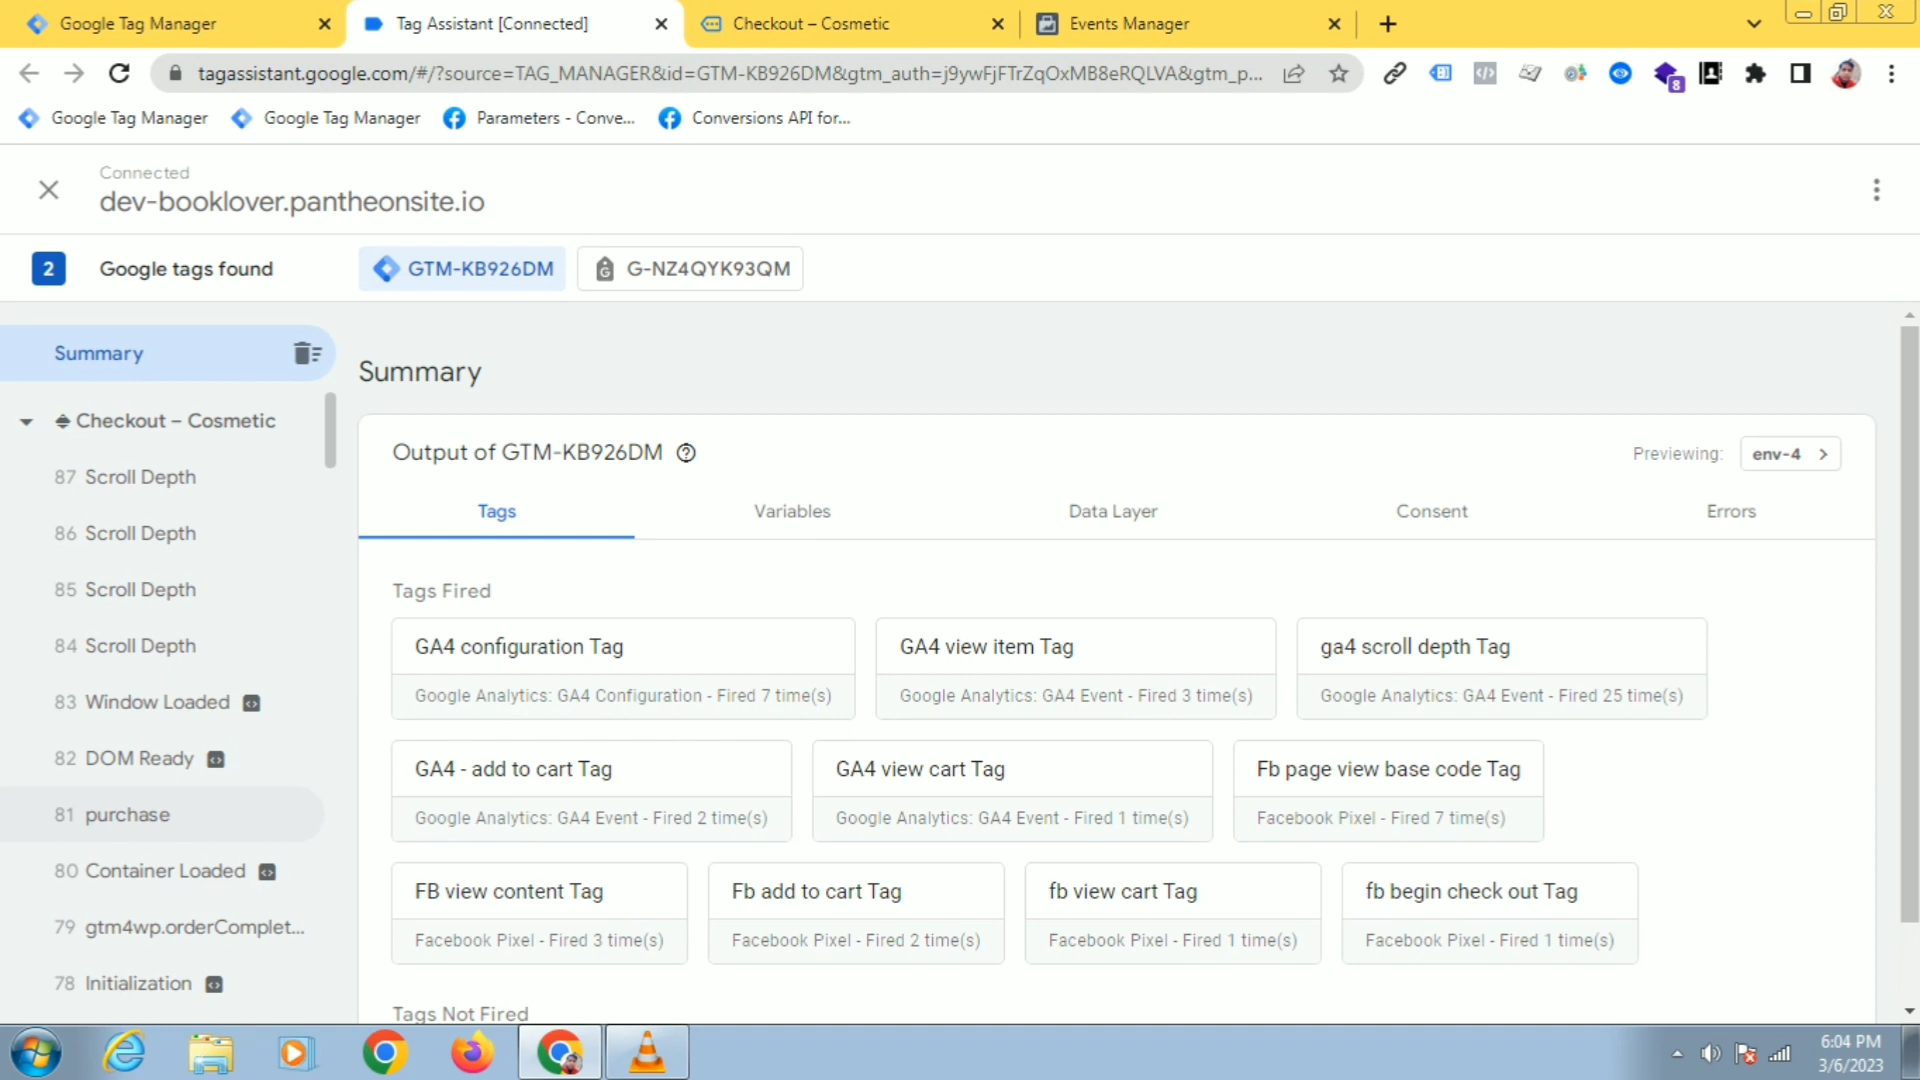 Google Tag Manager
Tag Assistant [Connected]
Checkout – Cosmetic
Events Manager
tagassistant.google.com/#/?source=TAG_MANAGER&id=GTM-KB926DM&gtm_auth=j9ywFjFTrZqOxMB8eRQLVA&gtm_p...
8
Google Tag Manager
Google Tag Manager
Parameters - Conve...
Conversions API for...
Connected
dev-booklover.pantheonsite.io
2
Google tags found
GTM-KB926DM
G-NZ4QYK93QM
Summary
Checkout – Cosmetic
87 Scroll Depth
86 Scroll Depth
85 Scroll Depth
84 Scroll Depth
83 Window Loaded
82 DOM Ready
81 purchase
80 Container Loaded
79 gtm4wp.orderComplet...
78 Initialization
Summary
Output of GTM-KB926DM
Previewing: env-4
Tags
Variables
Data Layer
Consent
Errors
Tags Fired
GA4 configuration Tag
Google Analytics: GA4 Configuration - Fired 7 time(s)
GA4 view item Tag
Google Analytics: GA4 Event - Fired 3 time(s)
ga4 scroll depth Tag
Google Analytics: GA4 Event - Fired 25 time(s)
GA4 - add to cart Tag
Google Analytics: GA4 Event - Fired 2 time(s)
GA4 view cart Tag
Google Analytics: GA4 Event - Fired 1 time(s)
Fb page view base code Tag
Facebook Pixel - Fired 7 time(s)
FB view content Tag
Facebook Pixel - Fired 3 time(s)
Fb add to cart Tag
Facebook Pixel - Fired 2 time(s)
fb view cart Tag
Facebook Pixel - Fired 1 time(s)
fb begin check out Tag
Facebook Pixel - Fired 1 time(s)
Tags Not Fired
6:04 PM
3/6/2023